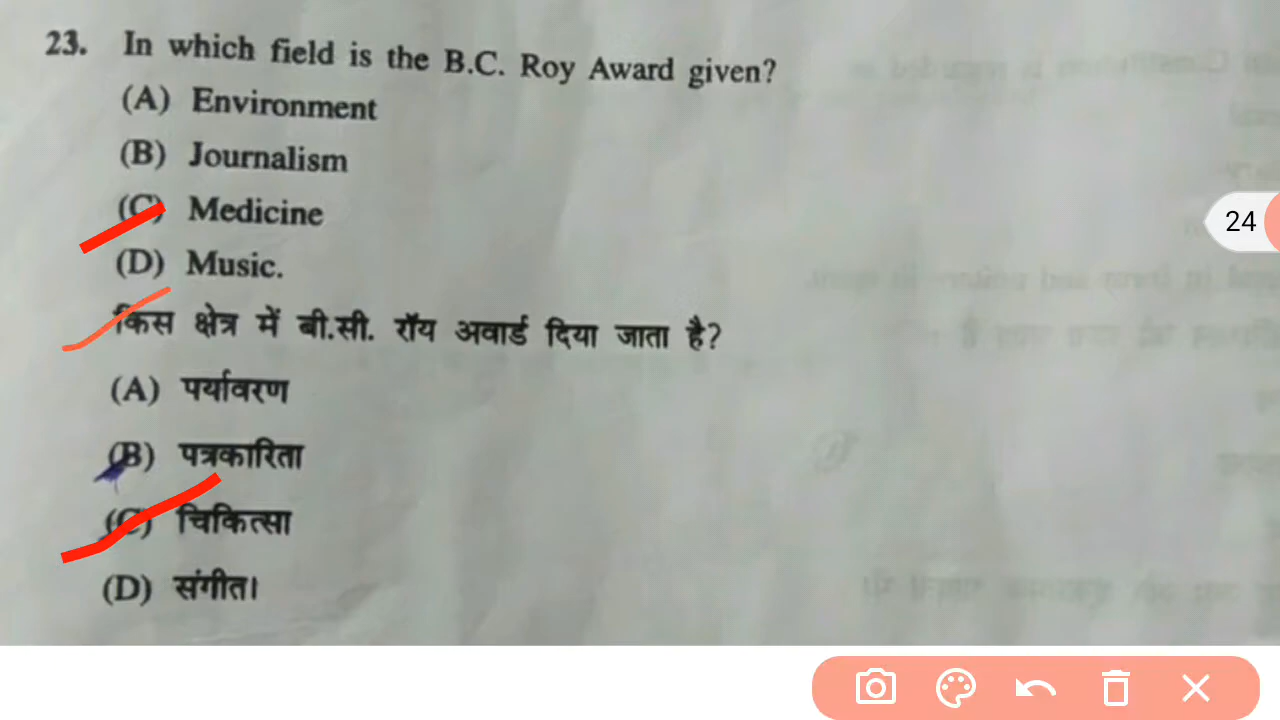 23. In which field is the B.C. Roy Award given?
(A) Environment
(B) Journalism
(C) Medicine
(D) Music.
किस क्षेत्र में बी.सी. रॉय अवार्ड दिया जाता है?
(A) पर्यावरण
(B) पत्रकारिता
(C) चिकित्सा
(D) संगीत।
24